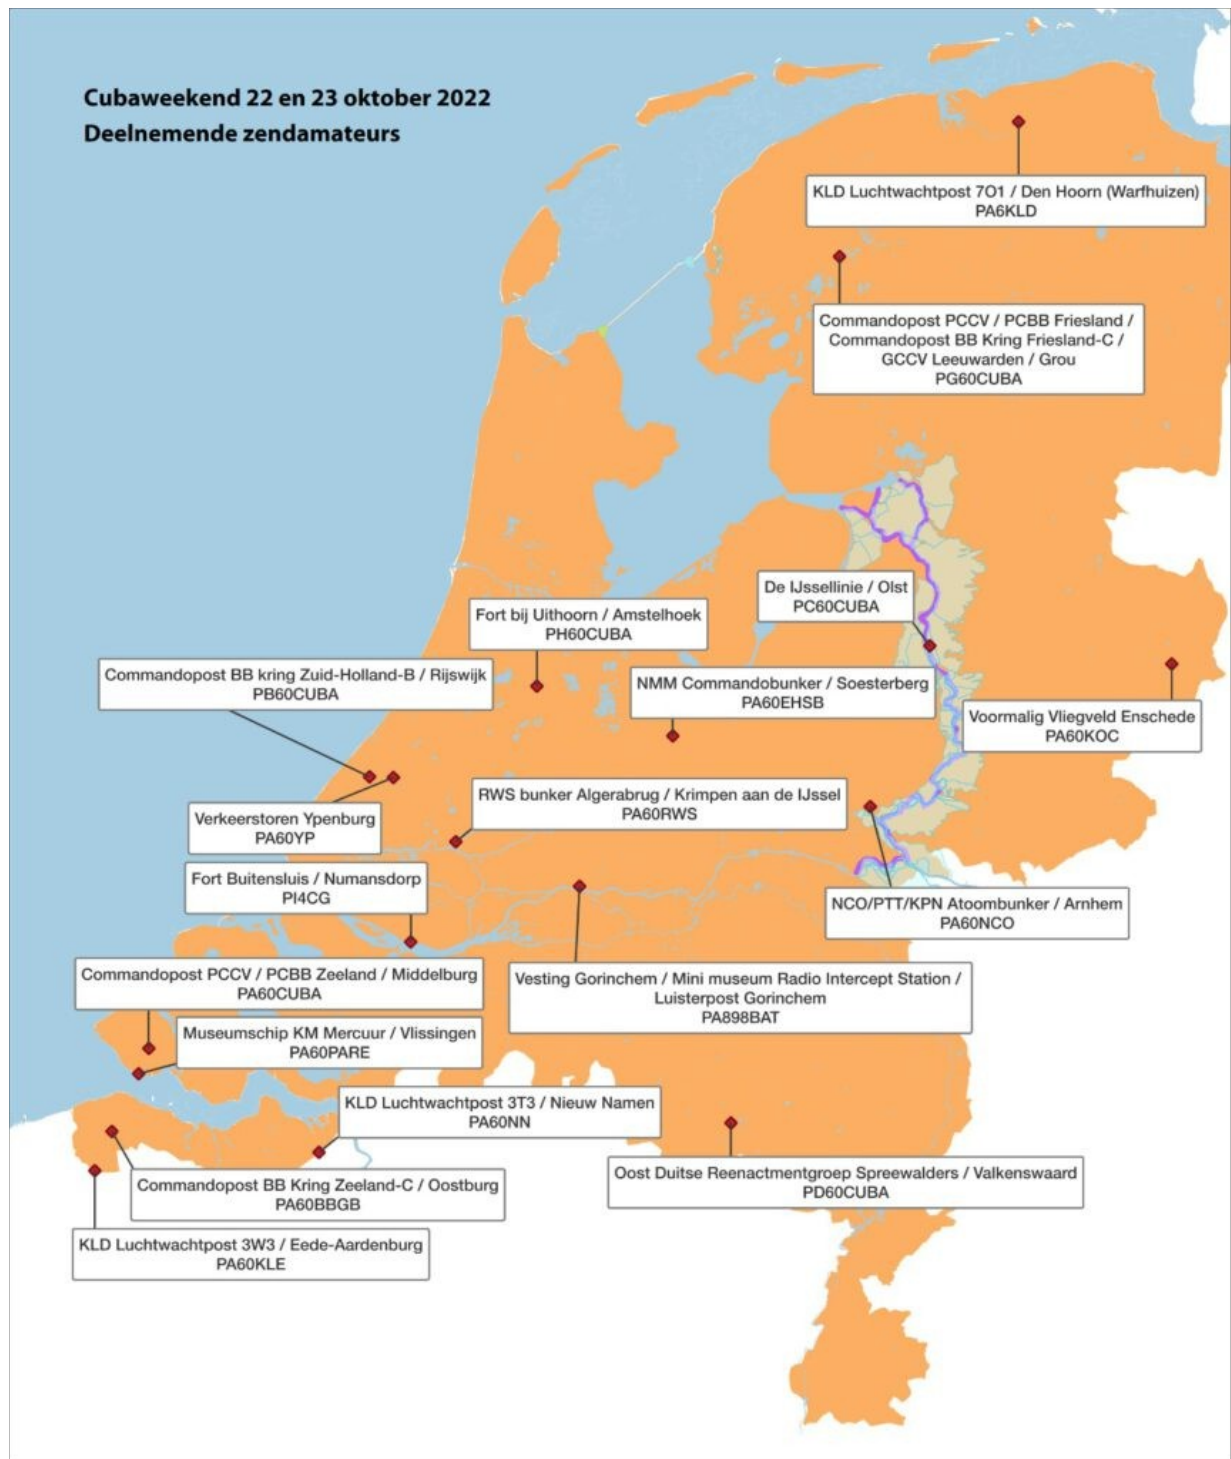 Cubaweekend 22 en 23 oktober 2022
Deelnemende zendamateurs
KLD Luchtwachtpost 7O1 / Den Hoorn (Warfhuizen)
PA6KLD
Commandopost PCCV / PCBB Friesland /
Commandopost BB Kring Friesland-C /
GCCV Leeuwarden / Grou
PG60CUBA
De IJssellinie / Olst
PC60CUBA
Fort bij Uithoorn / Amstelhoek
PH60CUBA
Commandopost BB kring Zuid-Holland-B / Rijswijk
PB60CUBA
NMM Commandobunker / Soesterberg
PA60EHSB
Voormalig Vliegveld Enschede
PA60KOC
RWS bunker Algerabrug / Krimpen aan de IJssel
PA60RWS
Verkeerstoren Ypenburg
PA60YP
Fort Buitensluis / Numansdorp
PI4CG
NCO/PTT/KPN Atoombunker / Arnhem
PA60NCO
Commandopost PCCV / PCBB Zeeland / Middelburg
PA60CUBA
Vesting Gorinchem / Mini museum Radio Intercept Station /
Luisterpost Gorinchem
PA898BAT
Museumschip KM Mercuur / Vlissingen
PA60PARE
KLD Luchtwachtpost 3T3 / Nieuw Namen
PA60NN
Oost Duitse Reenactmentgroep Spreewalders / Valkenswaard
PD60CUBA
Commandopost BB Kring Zeeland-C / Oostburg
PA60BBGB
KLD Luchtwachtpost 3W3 / Eede-Aardenburg
PA60KLE